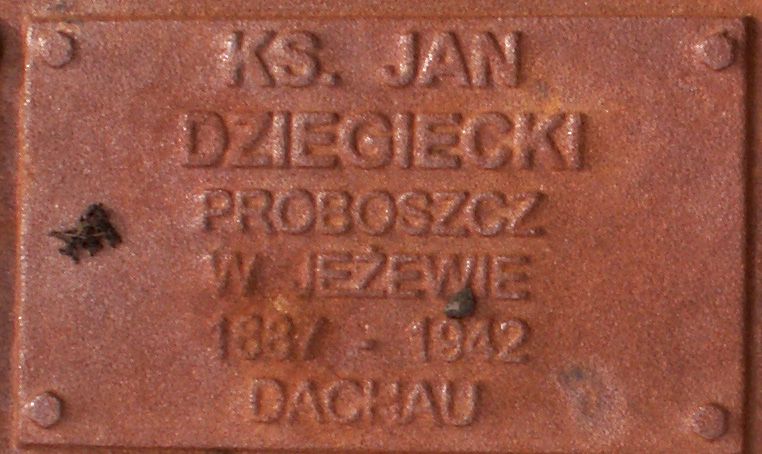 KS. JAN
DZIEGIECKI
PROBOSZCZ
W JEŻEWIE
1887 - 1942
DACHAU